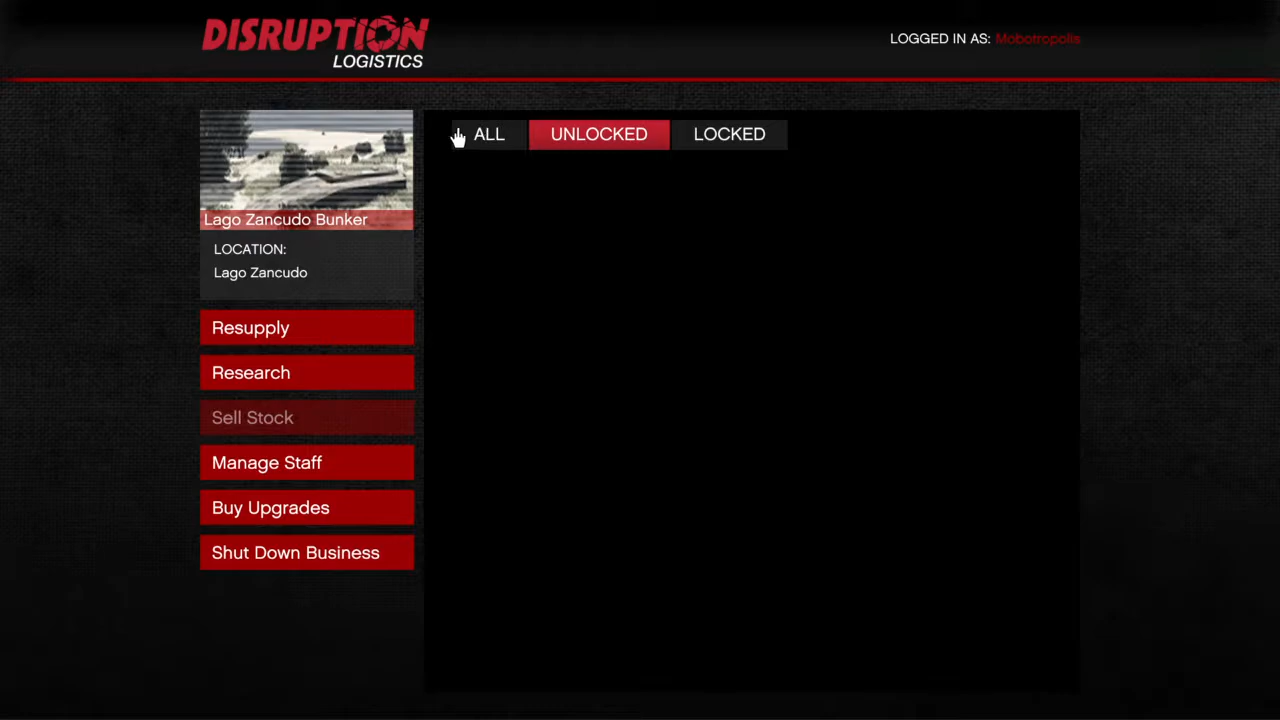 DISRUPTION
LOGISTICS
LOGGED IN AS: Mobotropolis
ALL
UNLOCKED
LOCKED
Lago Zancudo Bunker
LOCATION:
Lago Zancudo
Resupply
Research
Sell Stock
Manage Staff
Buy Upgrades
Shut Down Business